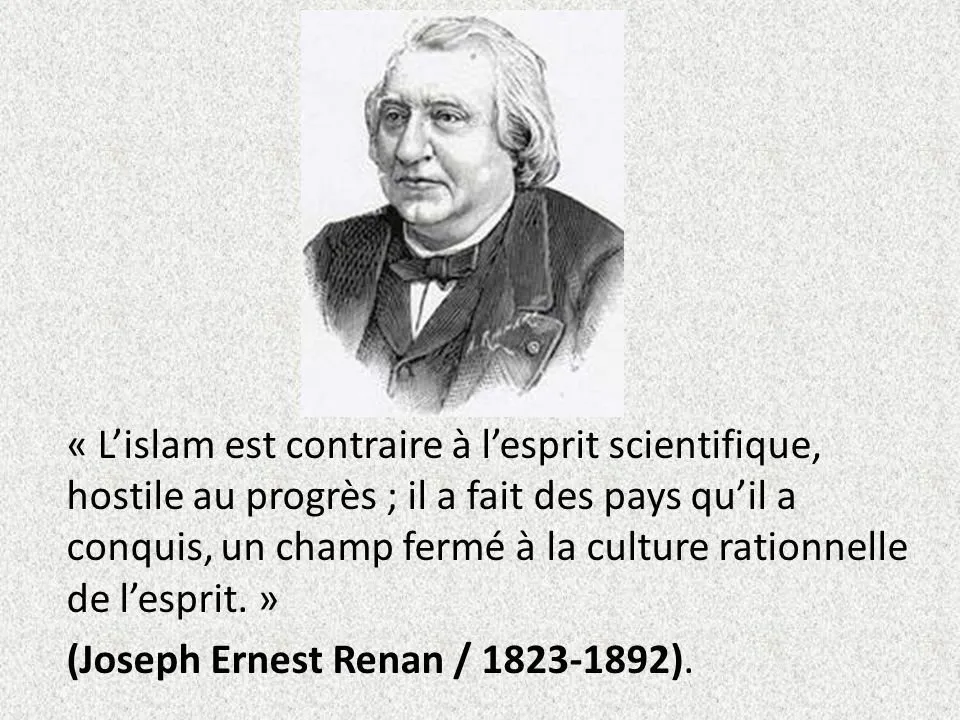 « L’islam est contraire à l’esprit scientifique,
hostile au progrès ; il a fait des pays qu’il a
conquis, un champ fermé à la culture rationnelle
de l’esprit. »
(Joseph Ernest Renan / 1823-1892).